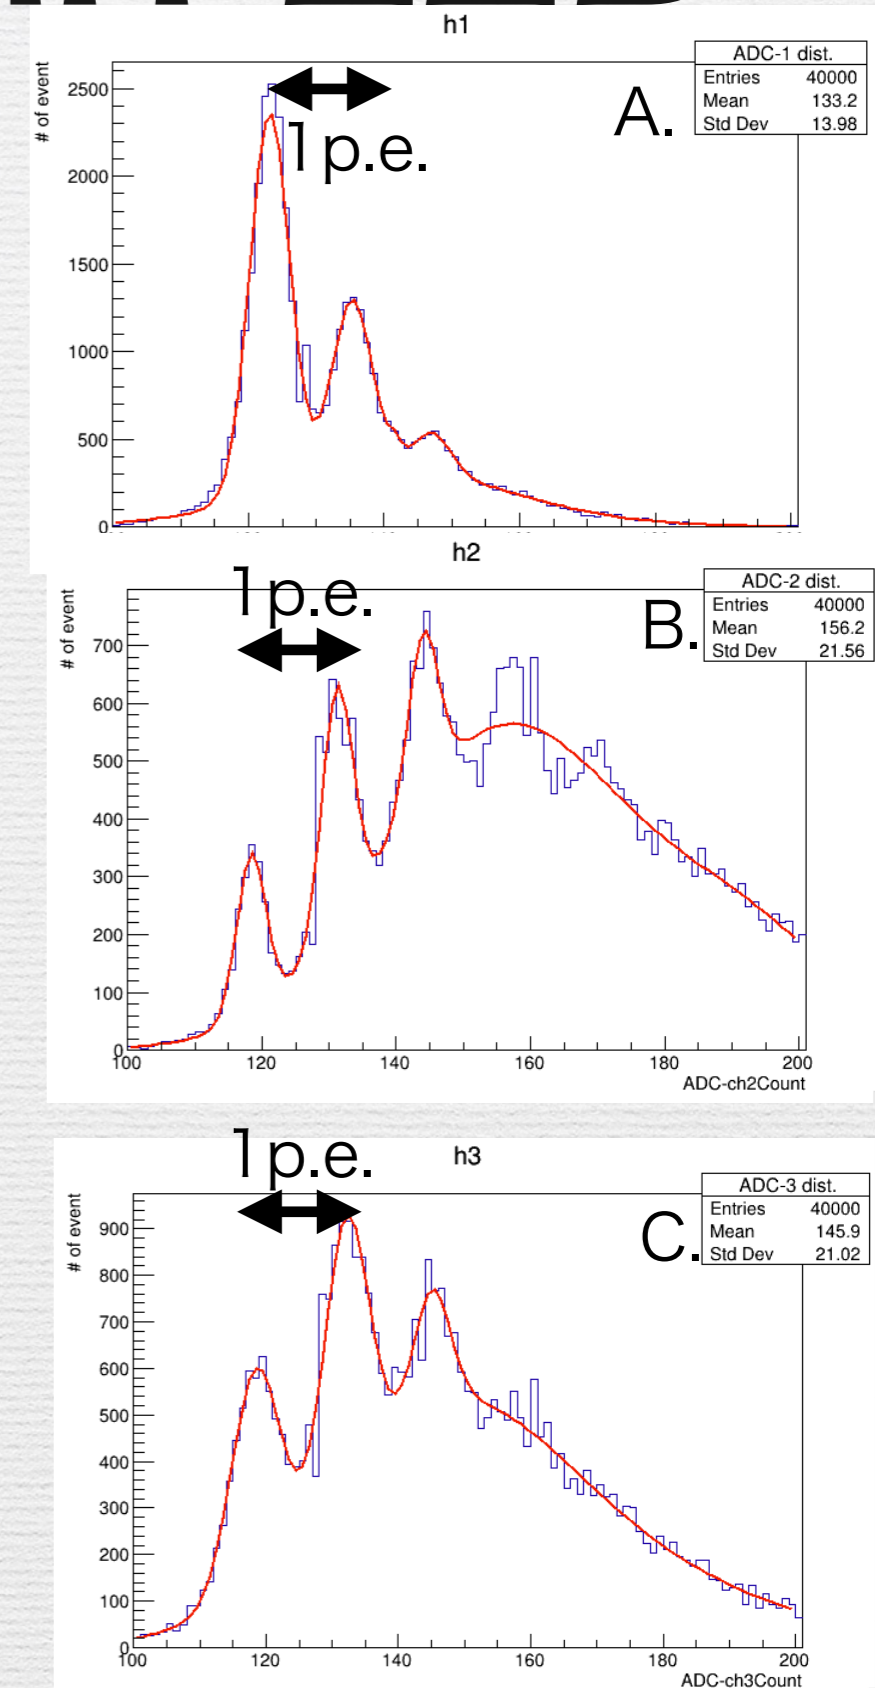 h1
ADC-1 dist.
Entries 40000
Mean 133.2
Std Dev 13.98
A.
1p.e.
# of event
2500
2000
1500
1000
500
0
h2
ADC-2 dist.
Entries 40000
Mean 156.2
Std Dev 21.56
B.
1p.e.
# of event
700
600
500
400
300
200
100
0
100 120 140 160 180 200
ADC-ch2Count
h3
ADC-3 dist.
Entries 40000
Mean 145.9
Std Dev 21.02
C.
1p.e.
# of event
900
800
700
600
500
400
300
200
100
0
100 120 140 160 180 200
ADC-ch3Count